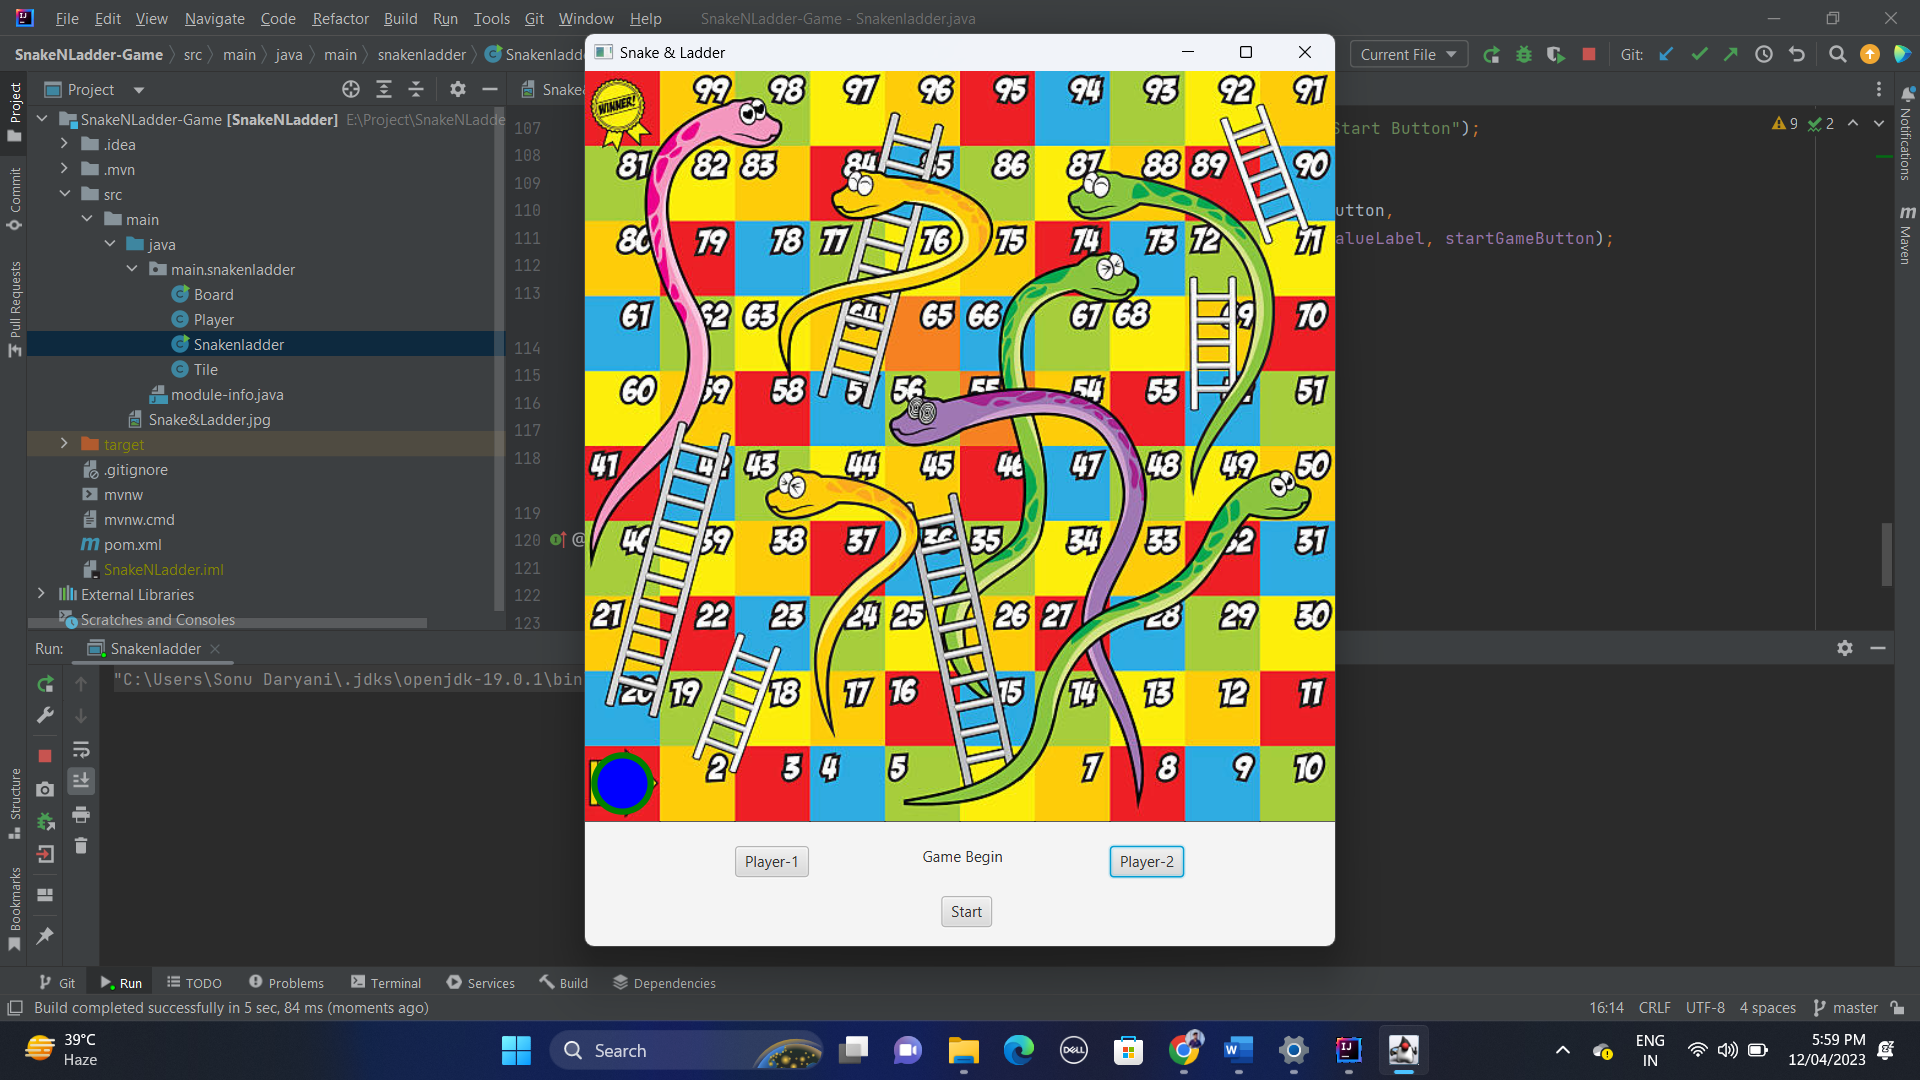 File Edit View Navigate Code Refactor Build Run Tools Git Window Help SnakeNLadder-Game - Snakenladder.java
SnakeNLadder-Game src main java main snakenladder Snakenladde
Current File Git:
Snake & Ladder
Project
Project
Commit
Pull Requests
Structure
Bookmarks
Notifications
Maven
SnakeNLadder-Game [SnakeNLadder] E:\Project\SnakeNLadde
.idea
.mvn
src
main
java
main.snakenladder
Board
Player
Snakenladder
Tile
module-info.java
Snake&Ladder.jpg
target
.gitignore
mvnw
mvnw.cmd
pom.xml
SnakeNLadder.iml
External Libraries
Scratches and Consoles
Snake&
107 Start Button");
9 2
108
109
110 utton,
111 alueLabel, startGameButton);
112
113
114
115
116
117
118
119
120 @
121
122
123
WINNER! 99 98 97 96 95 94 93 92 91
81 82 83 84 85 86 87 88 89 90
80 79 78 77 76 75 74 73 72 71
61 62 63 64 65 66 67 68 69 70
60 59 58 57 56 55 54 53 51
41 42 43 44 45 46 47 48 49 50
40 39 38 37 36 35 34 33 32 31
21 22 23 24 25 26 27 28 29 30
20 19 18 17 16 15 14 13 12 11
2 3 4 5 7 8 9 10
Player-1 Game Begin Player-2
Start
Run: Snakenladder
"C:\Users\Sonu Daryani\.jdks\openjdk-19.0.1\bin
Git Run TODO Problems Terminal Services Build Dependencies
Build completed successfully in 5 sec, 84 ms (moments ago)
16:14 CRLF UTF-8 4 spaces master
39°C
Haze
Search
DELL
ENG
IN
5:59 PM
12/04/2023